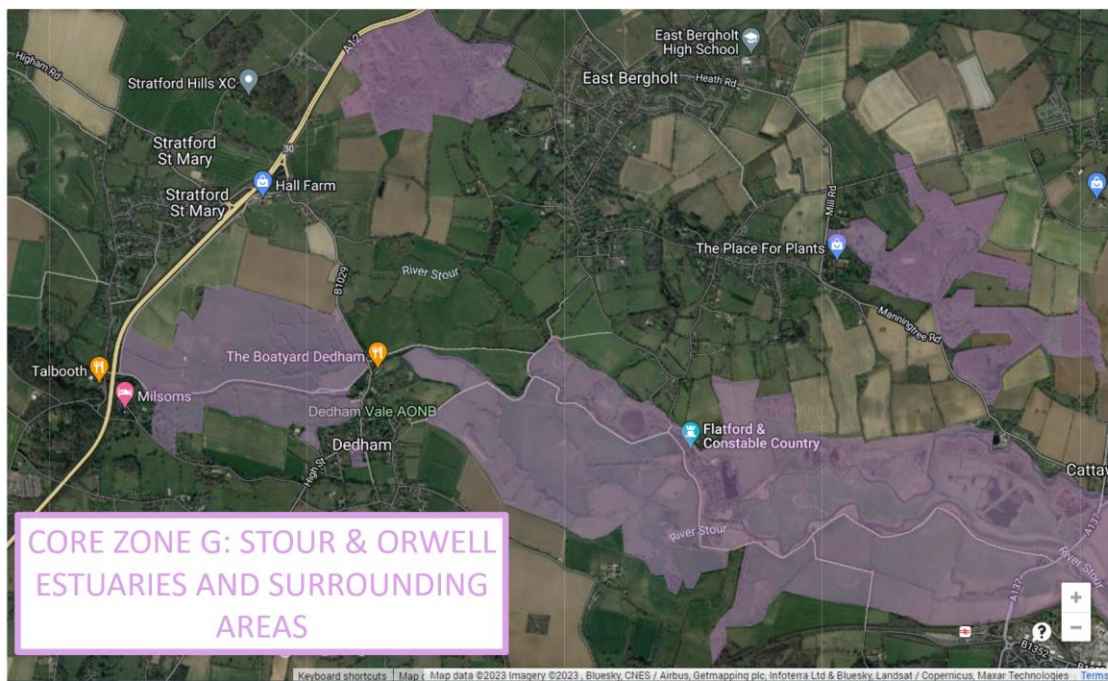 A12
East Bergholt
High School
Higham Rd
Stratford Hills XC
East Bergholt
Heath Rd
30
Stratford
St Mary
Hall Farm
Stratford
St Mary
Mill Rd
The Place For Plants
River Stour
B1029
Manningtree Rd
The Boatyard Dedham
Talbooth
Milsoms
Dedham Vale AONB
Flatford &
Constable Country
Dedham
High St
Cattaw
A137
River Stour
River Stour
A137
CORE ZONE G: STOUR & ORWELL
ESTUARIES AND SURROUNDING
AREAS
+
−
?
B1352
Keyboard shortcuts
Map data ©2023 Imagery ©2023 , Bluesky, CNES / Airbus, Getmapping plc, Infoterra Ltd & Bluesky, Landsat / Copernicus, Maxar Technologies
Terms